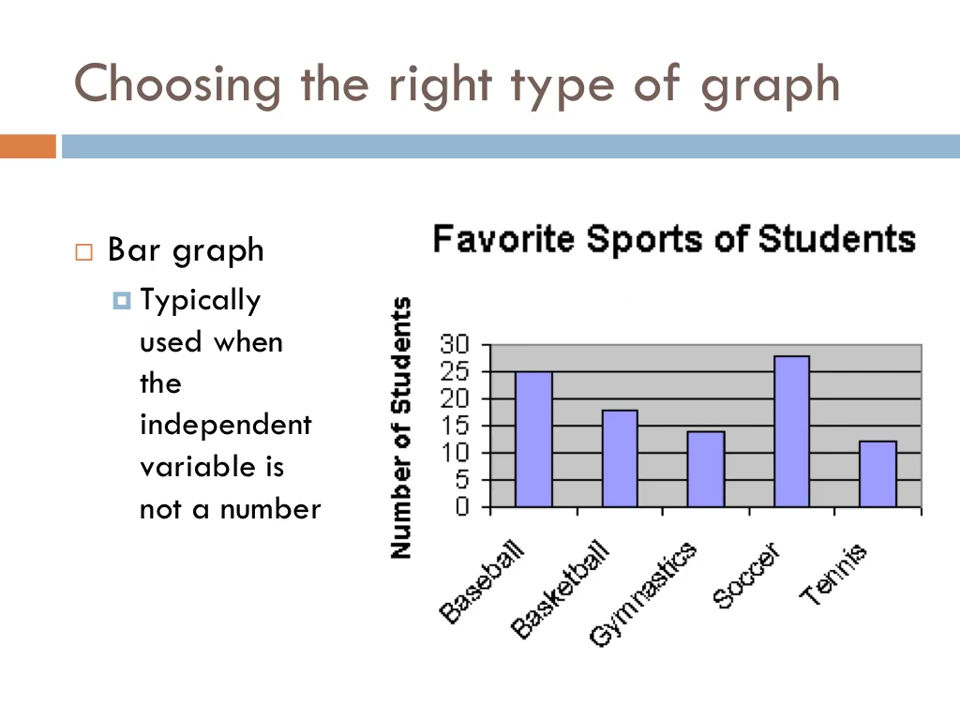 Choosing the right type of graph
Bar graph
Typically
used when
the
independent
variable is
not a number
Favorite Sports of Students
Number of Students
30
25
20
15
10
5
0
Baseball
Basketball
Gymnastics
Soccer
Tennis